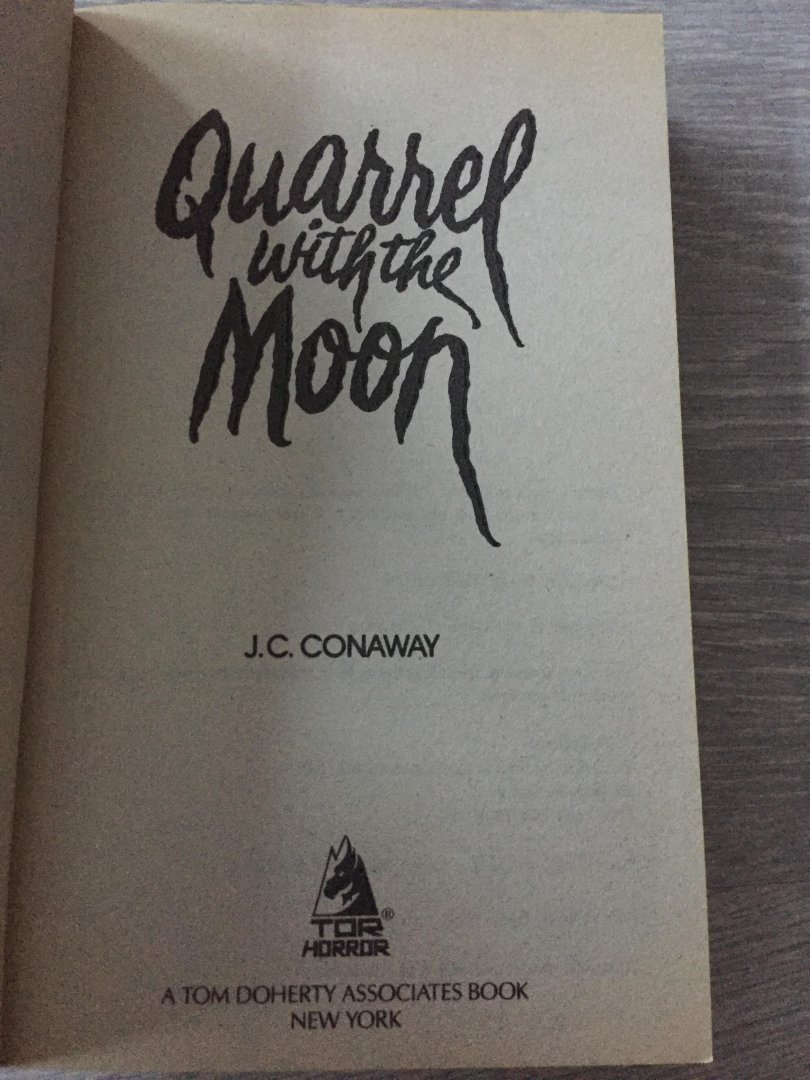 Quarrel
with the
Moon
J.C. CONAWAY
TOR®
HORROR
A TOM DOHERTY ASSOCIATES BOOK
NEW YORK